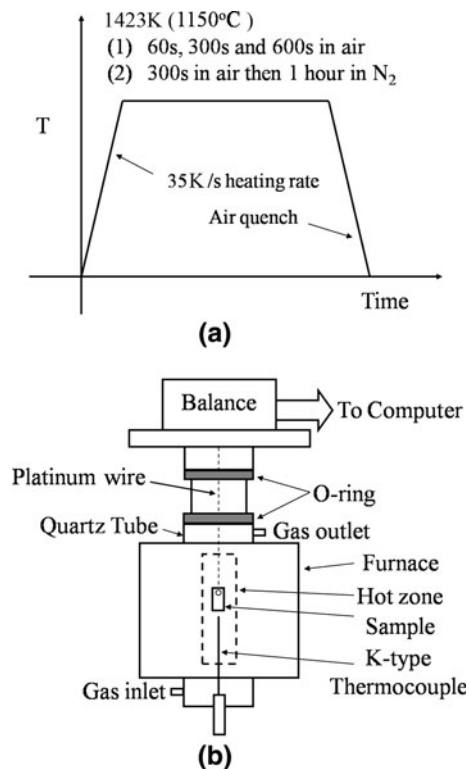 1423K (1150°C)
(1) 60s, 300s and 600s in air
(2) 300s in air then 1 hour in N₂
T
35K/s heating rate
Air quench
Time
(a)
Balance
To Computer
Platinum wire
O-ring
Quartz Tube
Gas outlet
Furnace
Hot zone
Sample
K-type
Thermocouple
Gas inlet
(b)